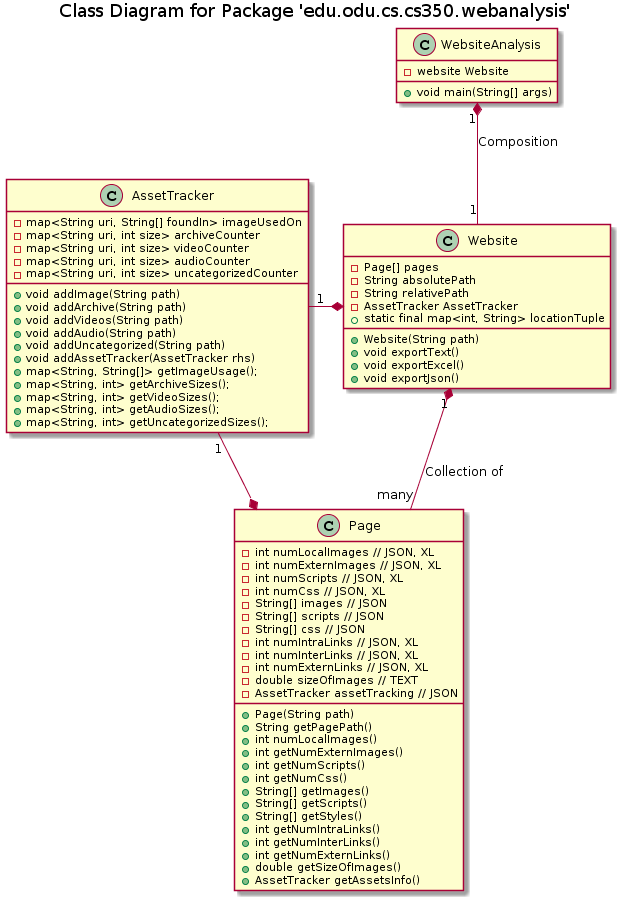 Class Diagram for Package 'edu.odu.cs.cs350.webanalysis'
C WebsiteAnalysis
website Website
void main(String[] args)
1
Composition
1
C AssetTracker
map<String uri, String[] foundIn> imageUsedOn
map<String uri, int size> archiveCounter
map<String uri, int size> videoCounter
map<String uri, int size> audioCounter
map<String uri, int size> uncategorizedCounter
void addImage(String path)
void addArchive(String path)
void addVideos(String path)
void addAudio(String path)
void addUncategorized(String path)
void addAssetTracker(AssetTracker rhs)
map<String, String[]> getImageUsage();
map<String, int> getArchiveSizes();
map<String, int> getVideoSizes();
map<String, int> getAudioSizes();
map<String, int> getUncategorizedSizes();
1
C Website
Page[] pages
String absolutePath
String relativePath
AssetTracker AssetTracker
static final map<int, String> locationTuple
Website(String path)
void exportText()
void exportExcel()
void exportJson()
1
1
Collection of
many
C Page
int numLocalImages // JSON, XL
int numExternImages // JSON, XL
int numScripts // JSON, XL
int numCss // JSON, XL
String[] images // JSON
String[] scripts // JSON
String[] css // JSON
int numIntraLinks // JSON, XL
int numInterLinks // JSON, XL
int numExternLinks // JSON, XL
double sizeOfImages // TEXT
AssetTracker assetTracking // JSON
Page(String path)
String getPagePath()
int numLocalImages()
int getNumExternImages()
int getNumScripts()
int getNumCss()
String[] getImages()
String[] getScripts()
String[] getStyles()
int getNumIntraLinks()
int getNumInterLinks()
int getNumExternLinks()
double getSizeOfImages()
AssetTracker getAssetsInfo()